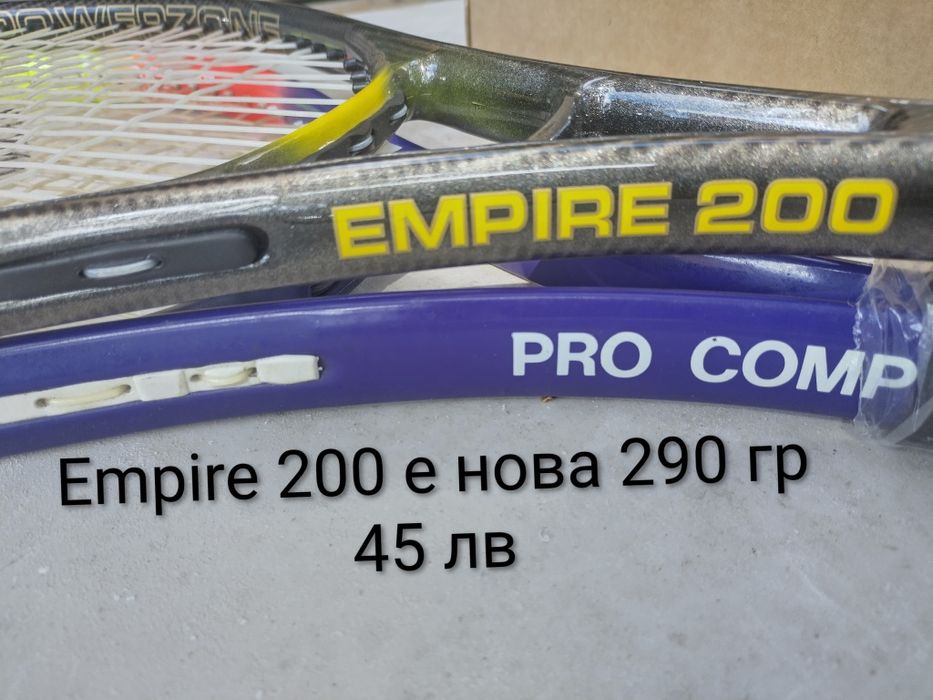 POWERZONE
EMPIRE 200
PRO COMP
Empire 200 е нова 290 гр
45 лв